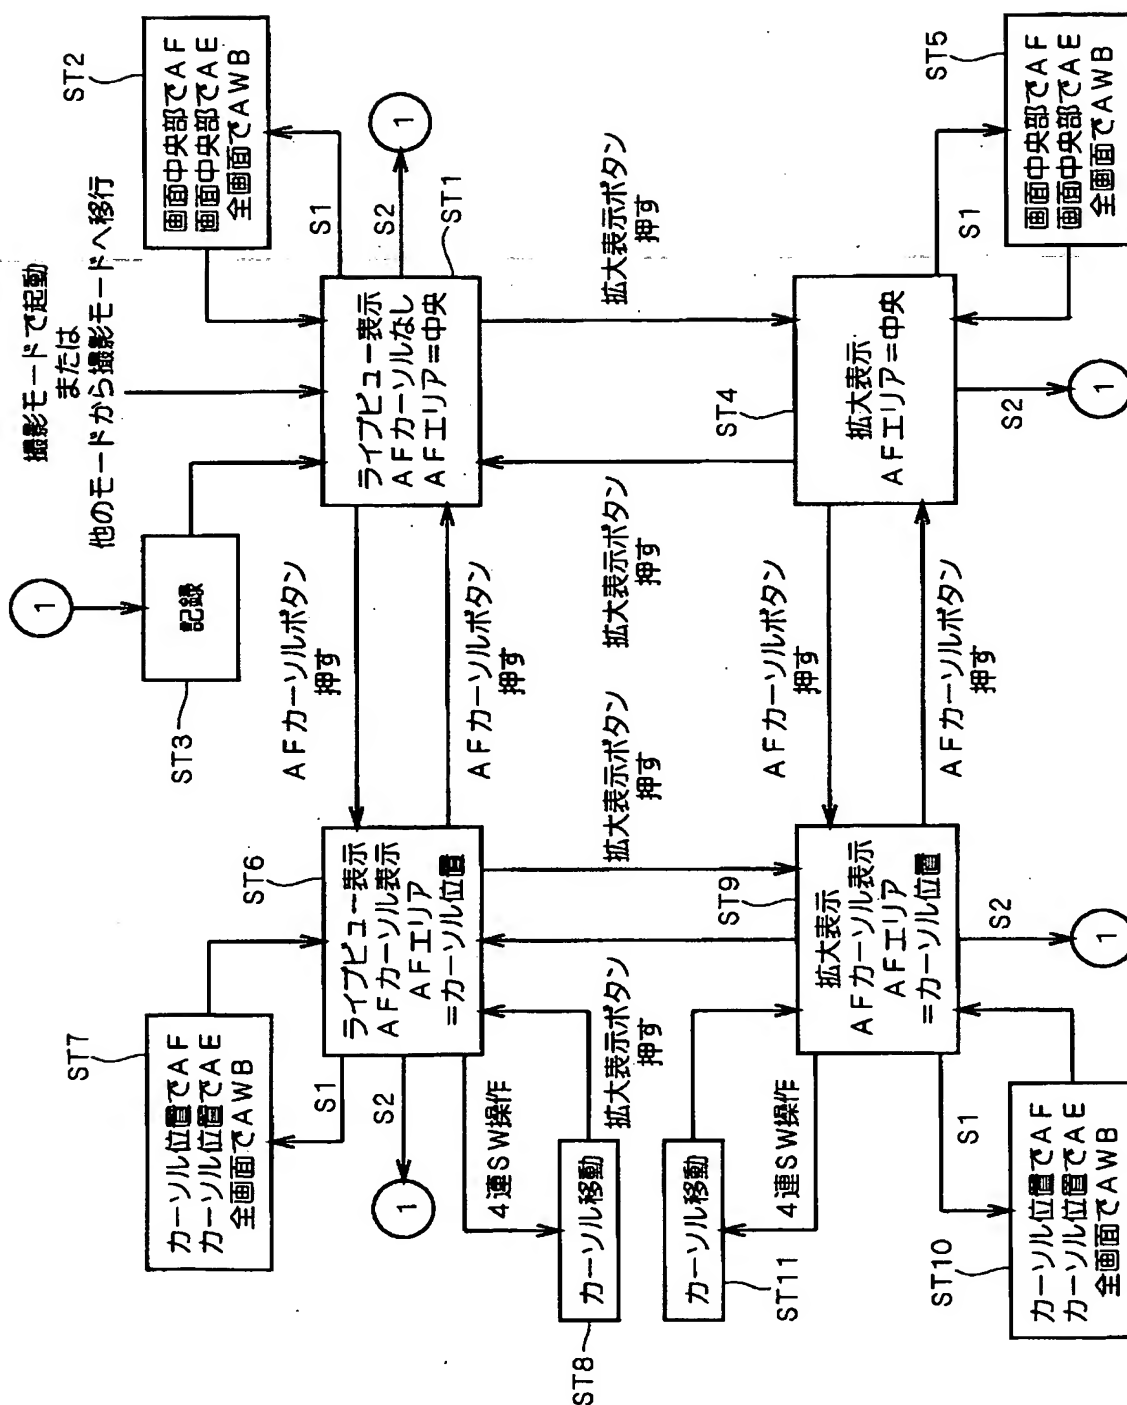 撮影モードで起動
または
他のモードから撮影モードへ移行
1
記録
ST3
ST2
画面中央部でAF
画面中央部でAE
全画面でAWB
S1
S2
1
ST1
ライブビュー表示
AFカーソルなし
AFエリア=中央
AFカーソルボタン
押す
AFカーソルボタン
押す
ST6
ライブビュー表示
AFカーソル表示
AFエリア
=カーソル位置
ST7
カーソル位置でAF
カーソル位置でAE
全画面でAWB
S1
S2
1
4連SW操作
カーソル移動
ST8
拡大表示ボタン
押す
拡大表示ボタン
押す
拡大表示ボタン
押す
拡大表示ボタン
押す
ST4
拡大表示
AFエリア=中央
S1
ST5
画面中央部でAF
画面中央部でAE
全画面でAWB
S2
1
AFカーソルボタン
押す
AFカーソルボタン
押す
ST9
拡大表示
AFカーソル表示
AFエリア
=カーソル位置
S2
1
4連SW操作
カーソル移動
ST11
S1
ST10
カーソル位置でAF
カーソル位置でAE
全画面でAWB